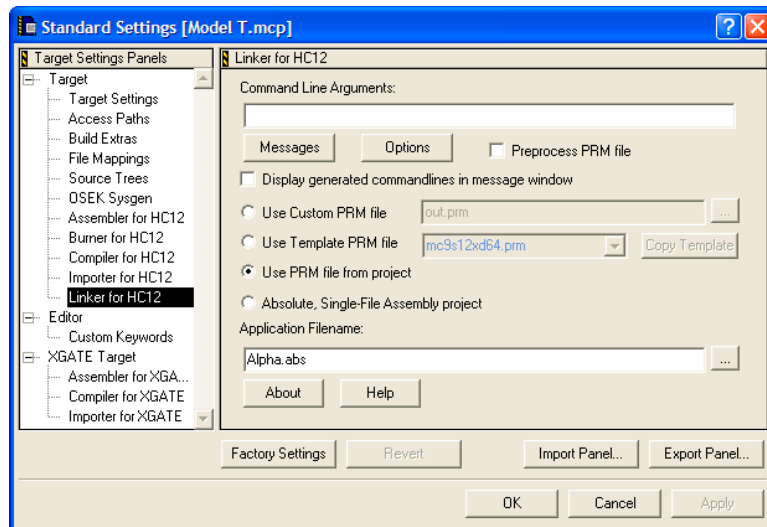 Standard Settings [Model T.mcp]
Target Settings Panels
Target
Target Settings
Access Paths
Build Extras
File Mappings
Source Trees
OSEK Sysgen
Assembler for HC12
Burner for HC12
Compiler for HC12
Importer for HC12
Linker for HC12
Editor
Custom Keywords
XGATE Target
Assembler for XGA...
Compiler for XGATE
Importer for XGATE
Linker for HC12
Command Line Arguments:
Messages Options Preprocess PRM file
Display generated commandlines in message window
Use Custom PRM file out.prm ...
Use Template PRM file mc9s12xd64.prm Copy Template
Use PRM file from project
Absolute, Single-File Assembly project
Application Filename:
Alpha.abs ...
About Help
Factory Settings Revert Import Panel... Export Panel...
OK Cancel Apply